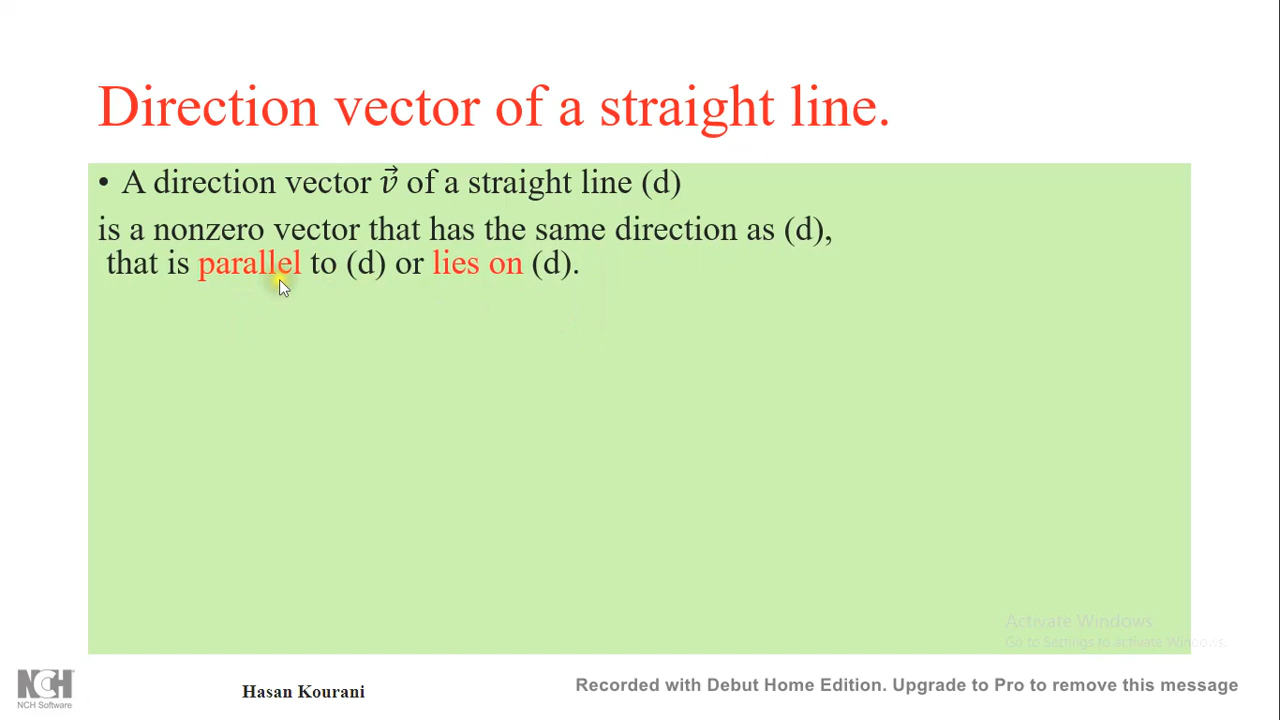 Direction vector of a straight line.
• A direction vector v⃗ of a straight line (d)
is a nonzero vector that has the same direction as (d),
that is parallel to (d) or lies on (d).
Activate Windows
Go to Settings to activate Windows.
NCH
NCH Software
Hasan Kourani
Recorded with Debut Home Edition. Upgrade to Pro to remove this message